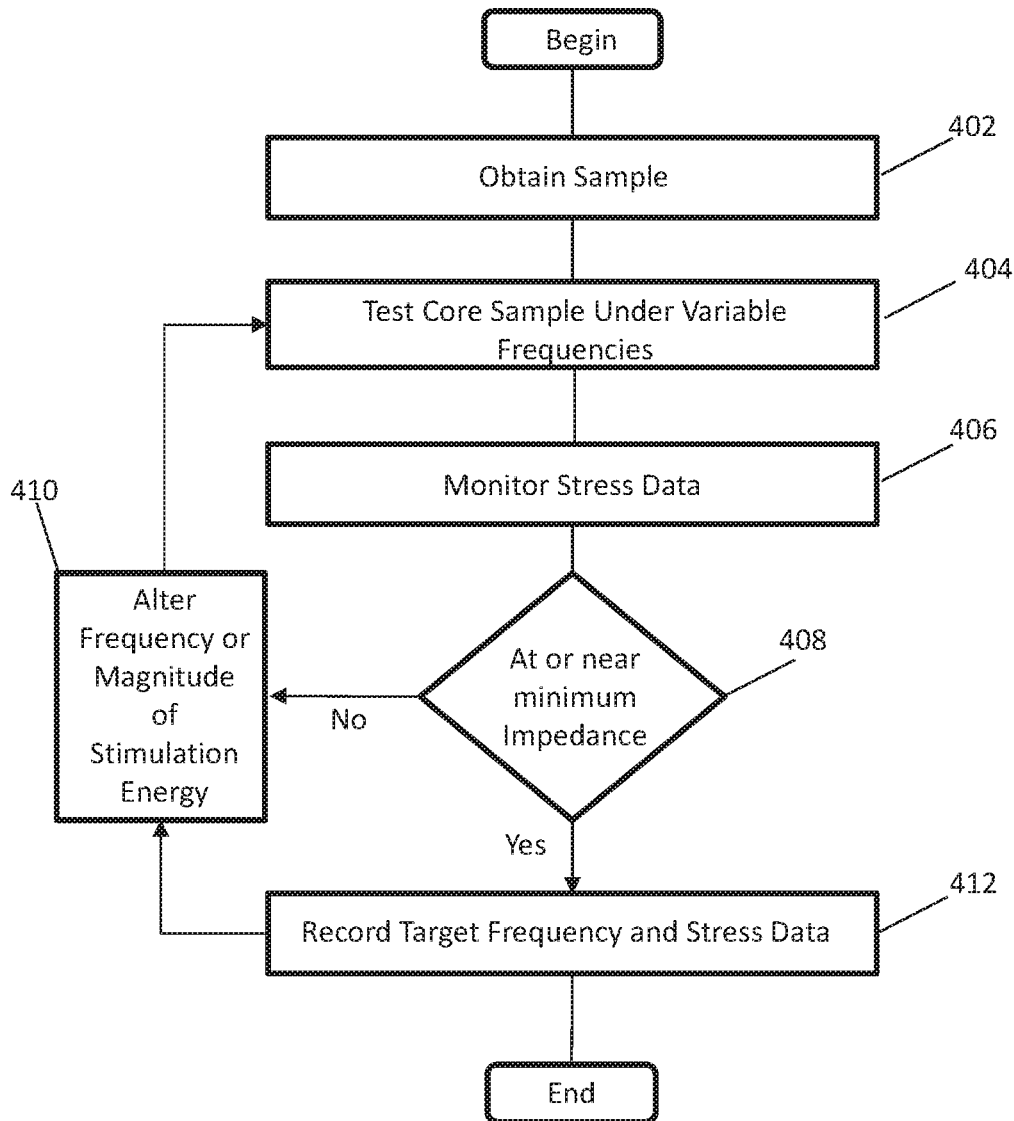 Begin
402
Obtain Sample
404
Test Core Sample Under Variable
Frequencies
406
Monitor Stress Data
410
Alter
Frequency or
Magnitude
of
Stimulation
Energy
408
At or near
minimum
Impedance
No
Yes
412
Record Target Frequency and Stress Data
End